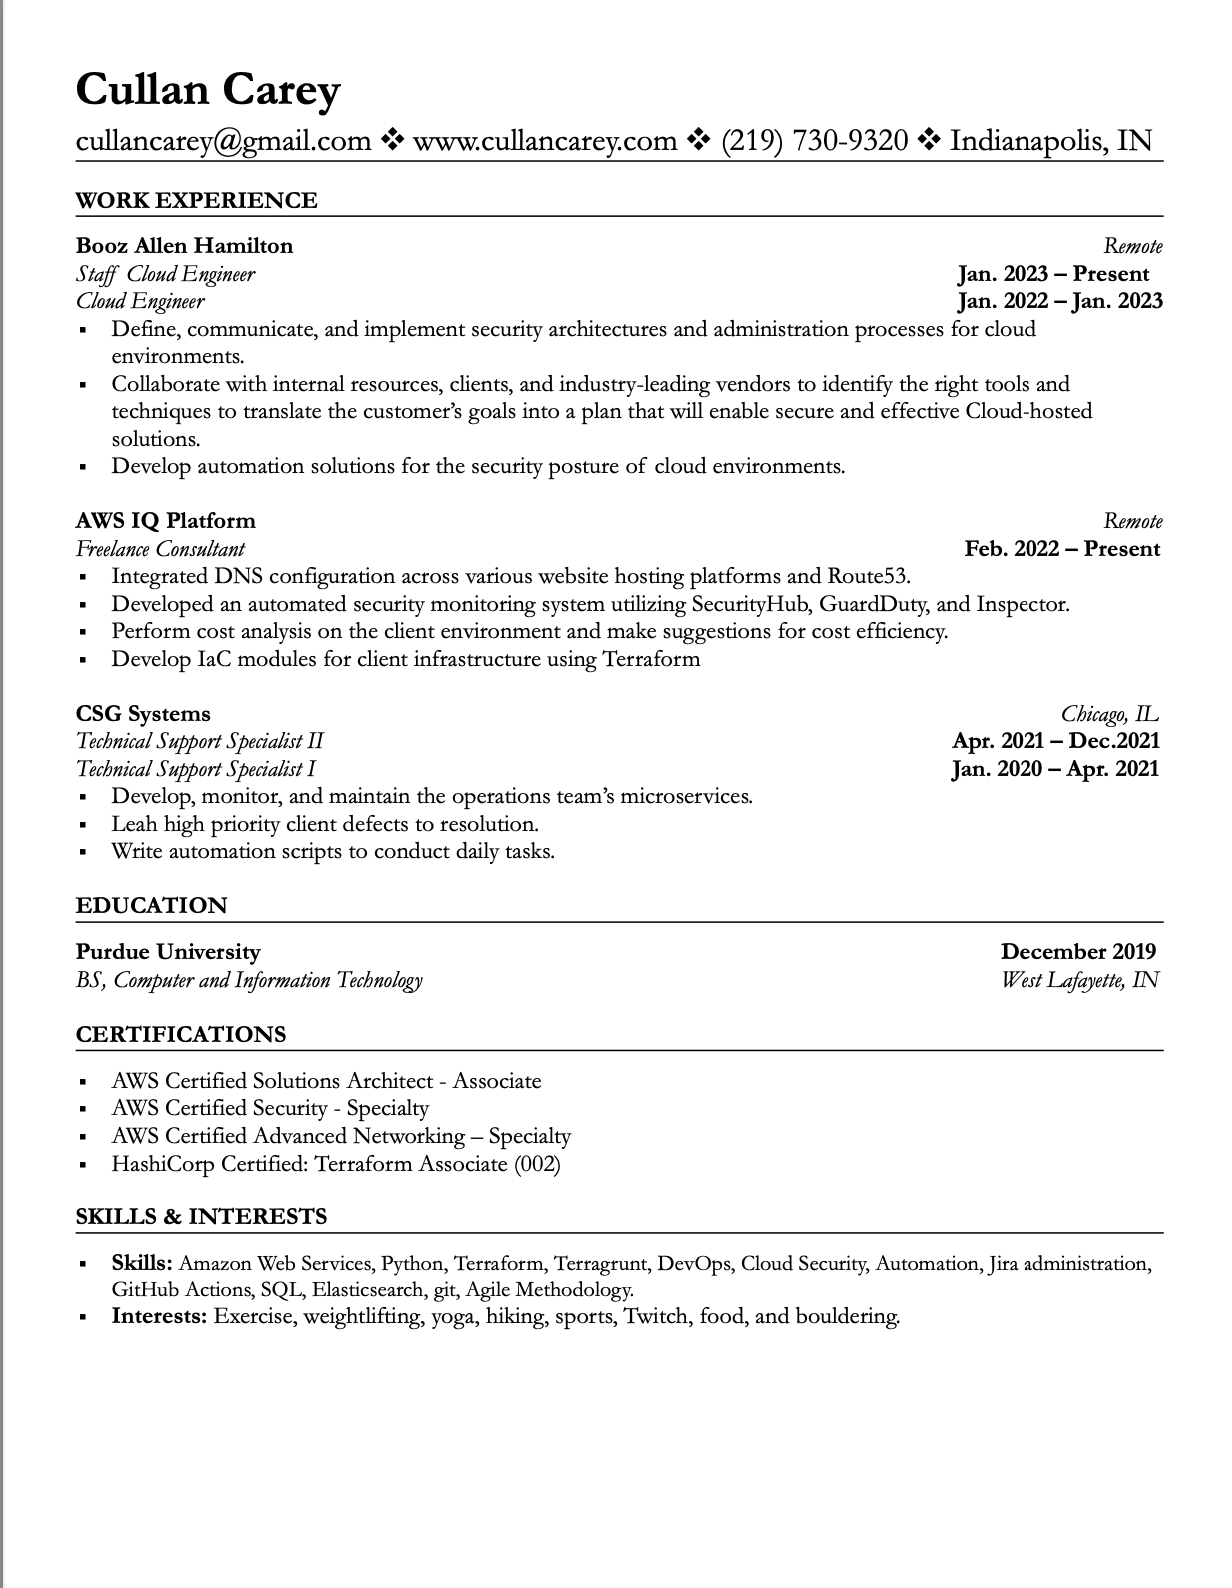 Cullan Carey
cullancarey@gmail.com ❖ www.cullancarey.com ❖ (219) 730-9320 ❖ Indianapolis, IN
WORK EXPERIENCE
Booz Allen Hamilton Remote
Staff Cloud Engineer Jan. 2023 – Present
Cloud Engineer Jan. 2022 – Jan. 2023
▪ Define, communicate, and implement security architectures and administration processes for cloud
environments.
▪ Collaborate with internal resources, clients, and industry-leading vendors to identify the right tools and
techniques to translate the customer’s goals into a plan that will enable secure and effective Cloud-hosted
solutions.
▪ Develop automation solutions for the security posture of cloud environments.
AWS IQ Platform Remote
Freelance Consultant Feb. 2022 – Present
▪ Integrated DNS configuration across various website hosting platforms and Route53.
▪ Developed an automated security monitoring system utilizing SecurityHub, GuardDuty, and Inspector.
▪ Perform cost analysis on the client environment and make suggestions for cost efficiency.
▪ Develop IaC modules for client infrastructure using Terraform
CSG Systems Chicago, IL
Technical Support Specialist II Apr. 2021 – Dec.2021
Technical Support Specialist I Jan. 2020 – Apr. 2021
▪ Develop, monitor, and maintain the operations team’s microservices.
▪ Leah high priority client defects to resolution.
▪ Write automation scripts to conduct daily tasks.
EDUCATION
Purdue University December 2019
BS, Computer and Information Technology West Lafayette, IN
CERTIFICATIONS
▪ AWS Certified Solutions Architect - Associate
▪ AWS Certified Security - Specialty
▪ AWS Certified Advanced Networking – Specialty
▪ HashiCorp Certified: Terraform Associate (002)
SKILLS & INTERESTS
▪ Skills: Amazon Web Services, Python, Terraform, Terragrunt, DevOps, Cloud Security, Automation, Jira administration,
GitHub Actions, SQL, Elasticsearch, git, Agile Methodology.
▪ Interests: Exercise, weightlifting, yoga, hiking, sports, Twitch, food, and bouldering.